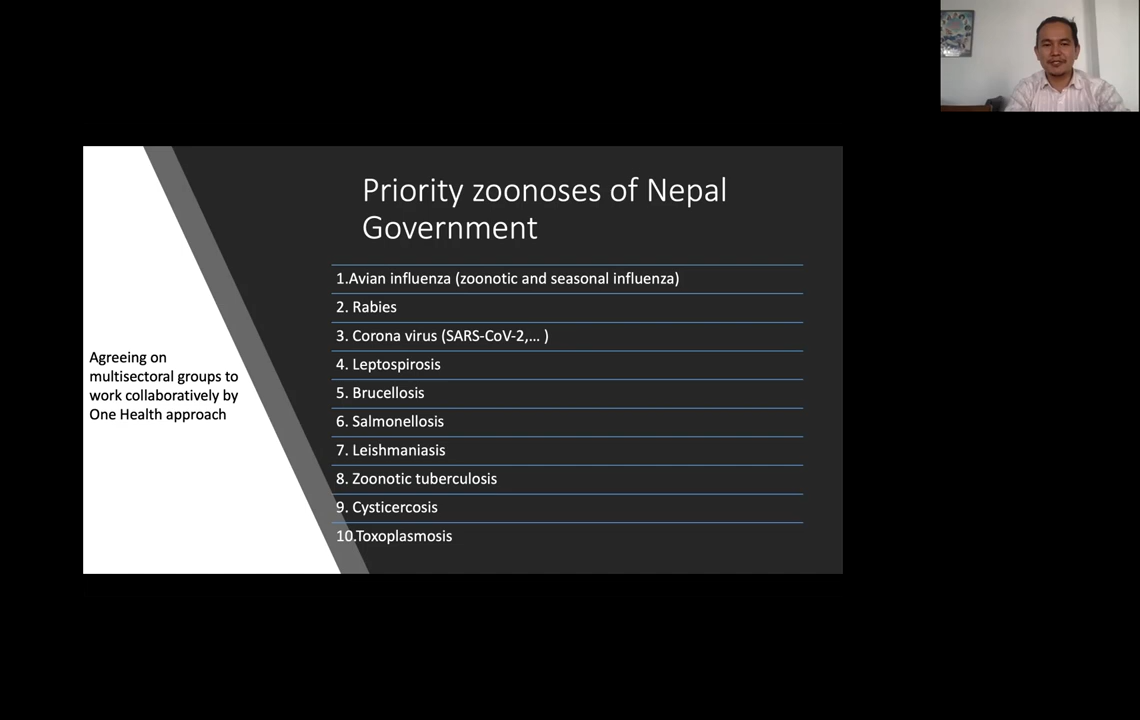 Priority zoonoses of Nepal
Government
1.Avian influenza (zoonotic and seasonal influenza)
2. Rabies
3. Corona virus (SARS-CoV-2,... )
4. Leptospirosis
5. Brucellosis
6. Salmonellosis
7. Leishmaniasis
8. Zoonotic tuberculosis
9. Cysticercosis
10.Toxoplasmosis
Agreeing on
multisectoral groups to
work collaboratively by
One Health approach